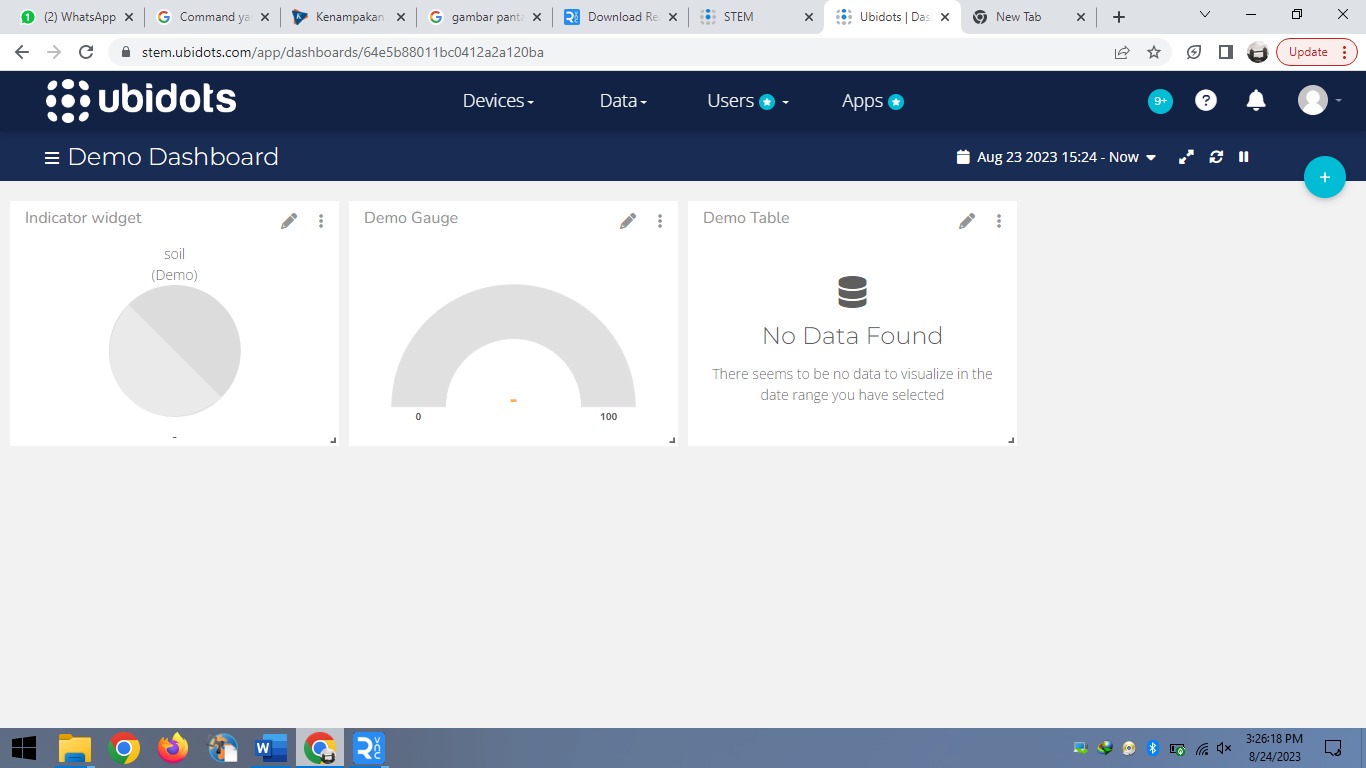 (2) WhatsApp
Command ya
Kenampakan
gambar panta
Download Re
STEM
Ubidots | Das
New Tab
stem.ubidots.com/app/dashboards/64e5b88011bc0412a2a120ba
Update
ubidots
Devices
Data
Users
Apps
9+
?
Demo Dashboard
Aug 23 2023 15:24 - Now
+
Indicator widget
soil
(Demo)
-
Demo Gauge
-
0
100
Demo Table
No Data Found
There seems to be no data to visualize in the
date range you have selected
3:26:18 PM
8/24/2023